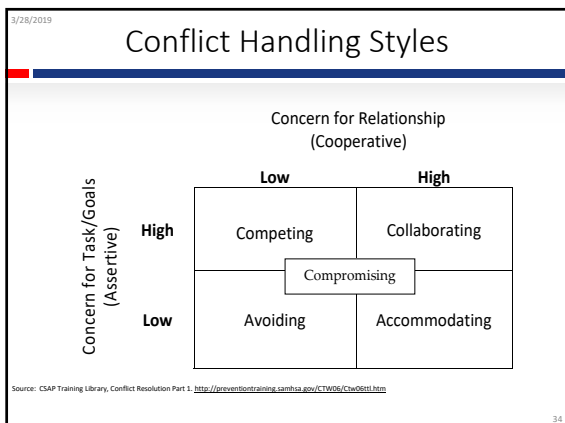 3/28/2019
Conflict Handling Styles
Concern for Relationship
(Cooperative)
Low High
Concern for Task/Goals
(Assertive)
High Competing Collaborating
Compromising
Low Avoiding Accommodating
Source: CSAP Training Library, Conflict Resolution Part 1. http://preventiontraining.samhsa.gov/CTW06/Ctw06ttl.htm
34